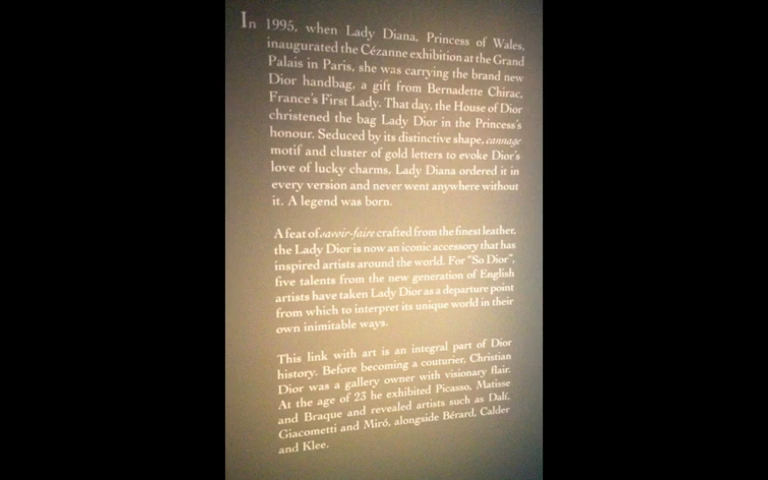 In 1995, when Lady Diana, Princess of Wales,
inaugurated the Cézanne exhibition at the Grand
Palais in Paris, she was carrying the brand new
Dior handbag, a gift from Bernadette Chirac,
France's First Lady. That day, the House of Dior
christened the bag Lady Dior in the Princess's
honour. Seduced by its distinctive shape, cannage
motif and cluster of gold letters to evoke Dior's
love of lucky charms, Lady Diana ordered it in
every version and never went anywhere without
it. A legend was born.
A feat of savoir-faire crafted from the finest leather,
the Lady Dior is now an iconic accessory that has
inspired artists around the world. For "So Dior",
five talents from the new generation of English
artists have taken Lady Dior as a departure point
from which to interpret its unique world in their
own inimitable ways.
This link with art is an integral part of Dior
history. Before becoming a couturier, Christian
Dior was a gallery owner with visionary flair.
At the age of 23 he exhibited Picasso, Matisse
and Braque and revealed artists such as Dalí,
Giacometti and Miró, alongside Bérard, Calder
and Klee.